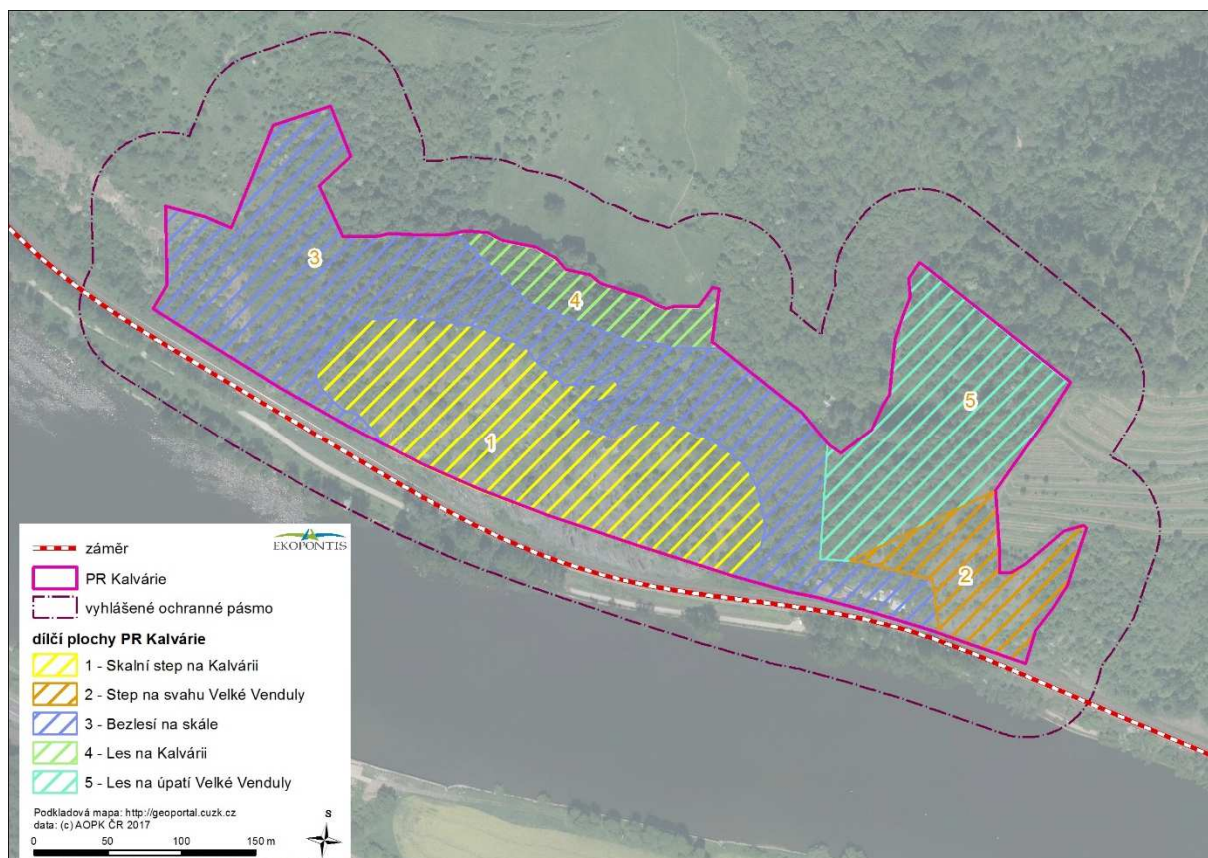 3
4
5
1
2
EKOPONTIS
záměr
PR Kalvárie
vyhlášené ochranné pásmo
dílčí plochy PR Kalvárie
1 - Skalní step na Kalvárii
2 - Step na svahu Velké Venduly
3 - Bezlesí na skále
4 - Les na Kalvárii
5 - Les na úpatí Velké Venduly
Podkladová mapa: http://geoportal.cuzk.cz
data: (c) AOPK ČR 2017
S
0 50 100 150 m